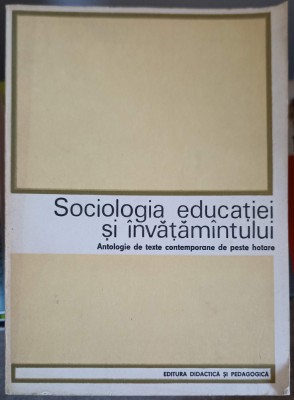 Sociologia educației
și învățămîntului
Antologie de texte contemporane de peste hotare
EDITURA DIDACTICĂ ȘI PEDAGOGICĂ